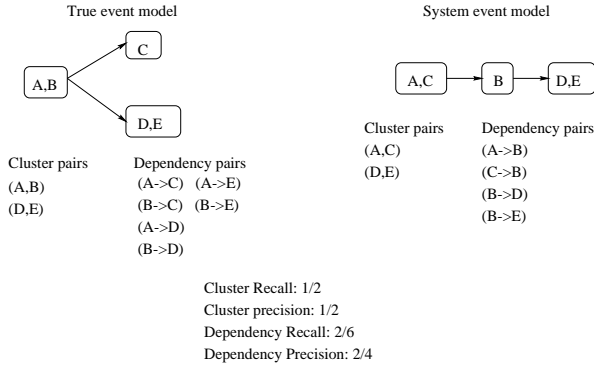 True event model
C
A,B
D,E
Cluster pairs
(A,B)
(D,E)
Dependency pairs
(A->C) (A->E)
(B->C) (B->E)
(A->D)
(B->D)
System event model
A,C
B
D,E
Cluster pairs
(A,C)
(D,E)
Dependency pairs
(A->B)
(C->B)
(B->D)
(B->E)
Cluster Recall: 1/2
Cluster precision: 1/2
Dependency Recall: 2/6
Dependency Precision: 2/4